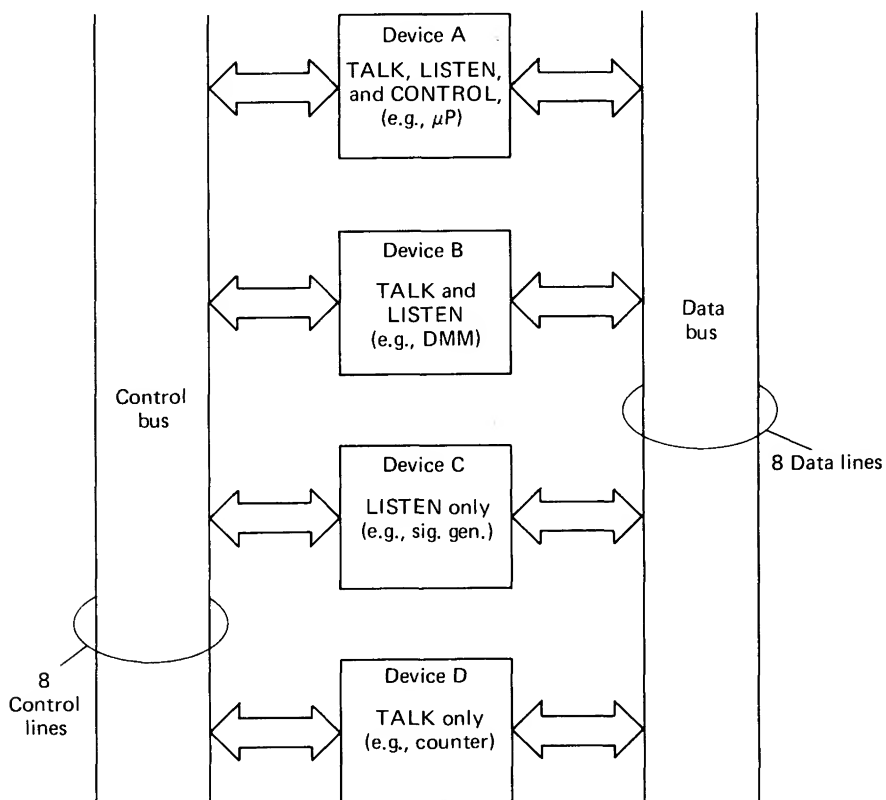 Device A
TALK, LISTEN,
and CONTROL,
(e.g., μP)
Device B
TALK and
LISTEN
(e.g., DMM)
Data
bus
Control
bus
8 Data lines
Device C
LISTEN only
(e.g., sig. gen.)
8
Control
lines
Device D
TALK only
(e.g., counter)